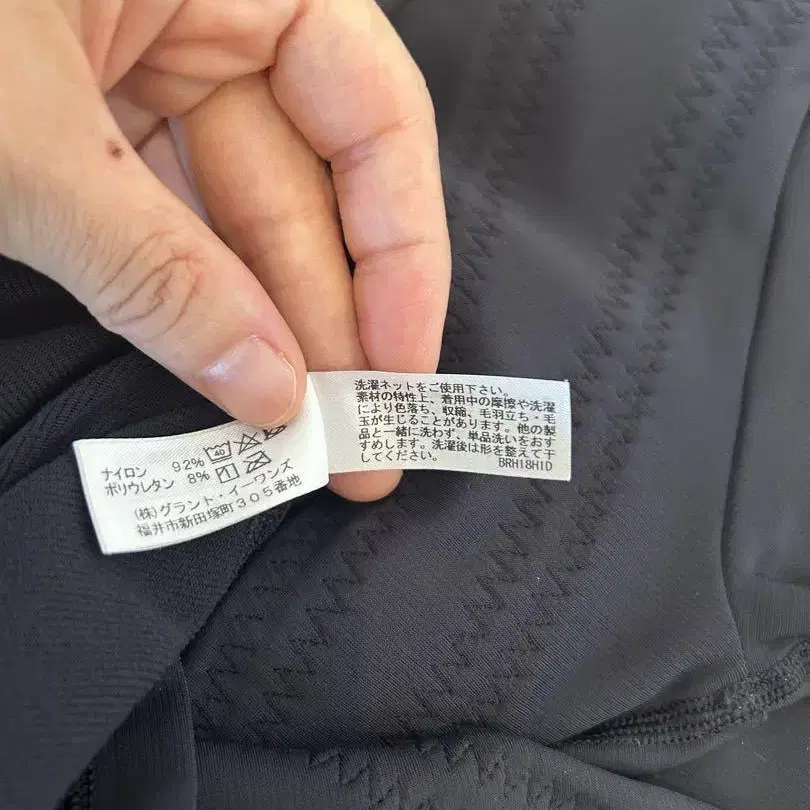 ナイロン 92%
ポリウレタン 8%
40
1
(株)グラント・イーワンズ
福井市新田塚町305番地
洗濯ネットをご使用下さい。
素材の特性上、着用中の摩擦や洗濯
により色落ち、収縮、毛羽立ち・毛
玉が生じることがあります。他の製
品と一緒に洗わず、単品洗いをおす
すめします。洗濯後は形を整えて干
してください。
BRH18H1D